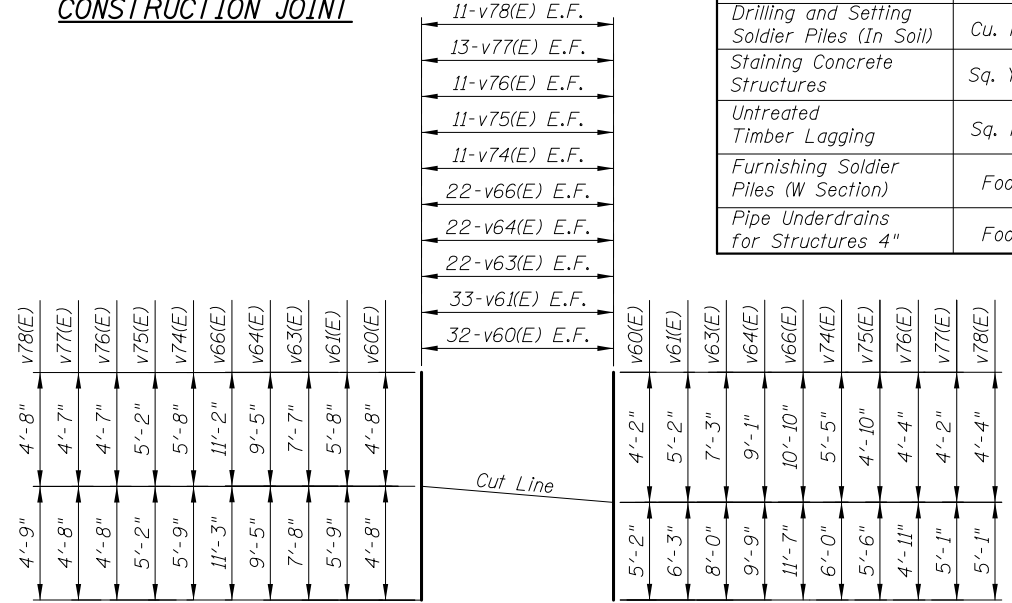 CONSTRUCTION JOINT
11-v78(E) E.F.
13-v77(E) E.F.
11-v76(E) E.F.
11-v75(E) E.F.
11-v74(E) E.F.
22-v66(E) E.F.
22-v64(E) E.F.
22-v63(E) E.F.
33-v61(E) E.F.
32-v60(E) E.F.
Drilling and Setting
Soldier Piles (In Soil)
Cu.
Staining Concrete
Structures
Sq.
Untreated
Timber Lagging
Sq.
Furnishing Soldier
Piles (W Section)
Foo
Pipe Underdrains
for Structures 4"
Foo
v78(E) v77(E) v76(E) v75(E) v74(E) v66(E) v64(E) v63(E) v61(E) v60(E)
4'-8" 4'-7" 4'-7" 5'-2" 5'-8" 11'-2" 9'-5" 7'-7" 5'-8" 4'-8"
4'-9" 4'-8" 4'-8" 5'-2" 5'-9" 11'-3" 9'-5" 7'-8" 5'-9" 4'-8"
Cut Line
v60(E) v61(E) v63(E) v64(E) v66(E) v74(E) v75(E) v76(E) v77(E) v78(E)
4'-2" 5'-2" 7'-3" 9'-1" 10'-10" 5'-5" 4'-10" 4'-4" 4'-2" 4'-4"
5'-2" 6'-3" 8'-0" 9'-9" 11'-7" 6'-0" 5'-6" 4'-11" 5'-1" 5'-1"